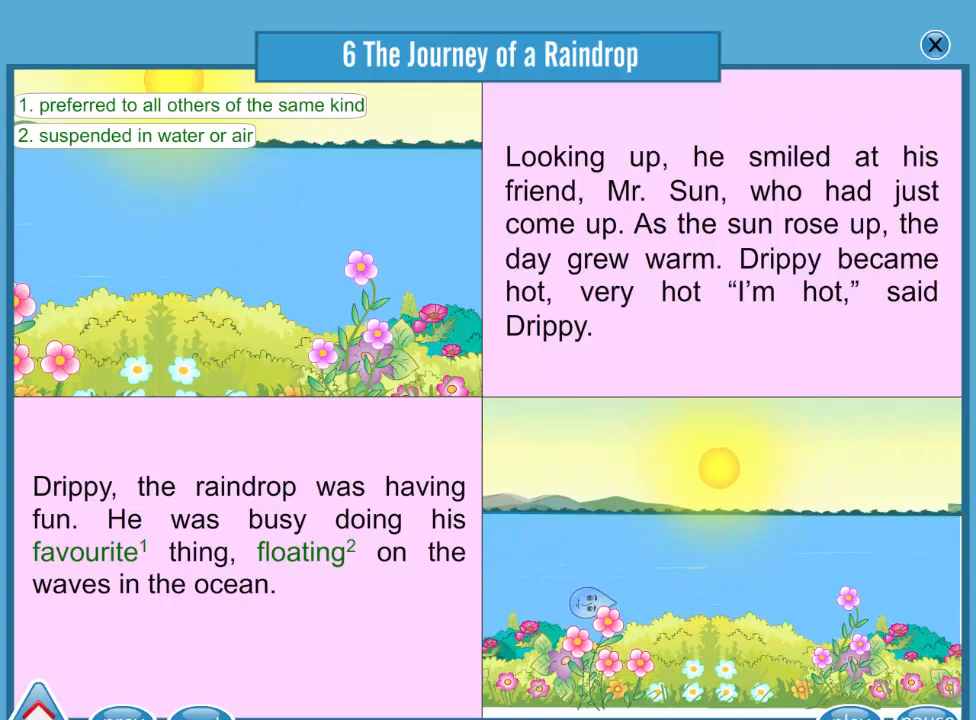 6 The Journey of a Raindrop
X
1. preferred to all others of the same kind
2. suspended in water or air
Looking up, he smiled at his
friend, Mr. Sun, who had just
come up. As the sun rose up, the
day grew warm. Drippy became
hot, very hot “I’m hot,” said
Drippy.
Drippy, the raindrop was having
fun. He was busy doing his
favourite1 thing, floating2 on the
waves in the ocean.